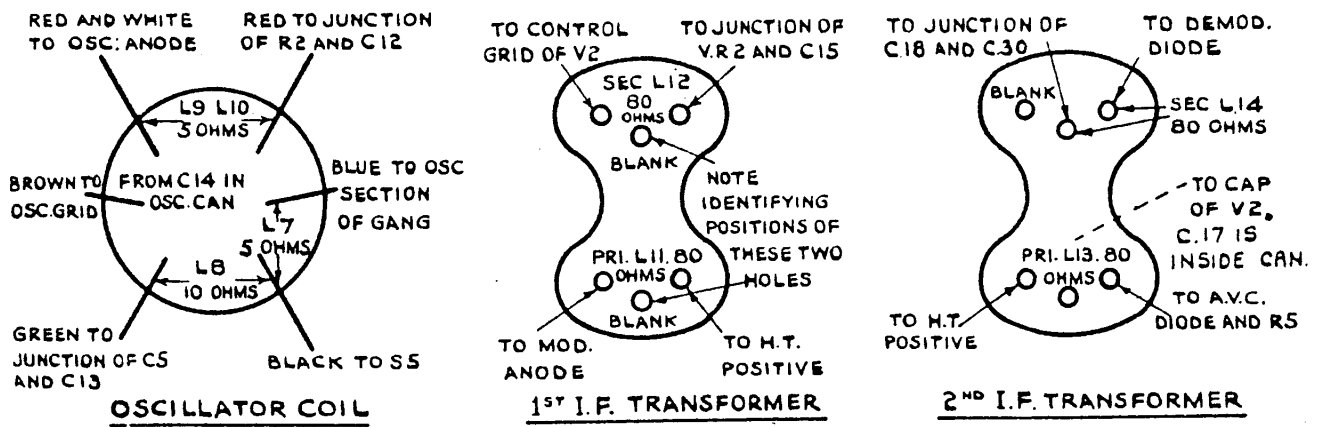 RED AND WHITE
TO OSC: ANODE
RED TO JUNCTION
OF R2 AND C12
L9 L10
5 OHMS
BROWN TO
OSC.GRID
FROM C14 IN
OSC.CAN
BLUE TO OSC
SECTION
OF GANG
L7
5 OHMS
L8
10 OHMS
GREEN TO
JUNCTION OF C5
AND C13
BLACK TO S5
OSCILLATOR COIL
TO CONTROL
GRID OF V2
TO JUNCTION OF
V.R2 AND C15
SEC L12
80
OHMS
BLANK
NOTE
IDENTIFYING
POSITIONS OF
THESE TWO
HOLES
PRI. L11. 80
OHMS
BLANK
TO MOD.
ANODE
TO H.T.
POSITIVE
1ST I.F. TRANSFORMER
TO JUNCTION OF
C.18 AND C.30
TO DEMOD.
DIODE
BLANK
SEC L.14
80 OHMS
TO CAP
OF V2.
C.17 IS
INSIDE CAN.
PRI. L13. 80
OHMS
TO H.T.
POSITIVE
TO A.V.C.
DIODE AND R5
2ND I.F. TRANSFORMER